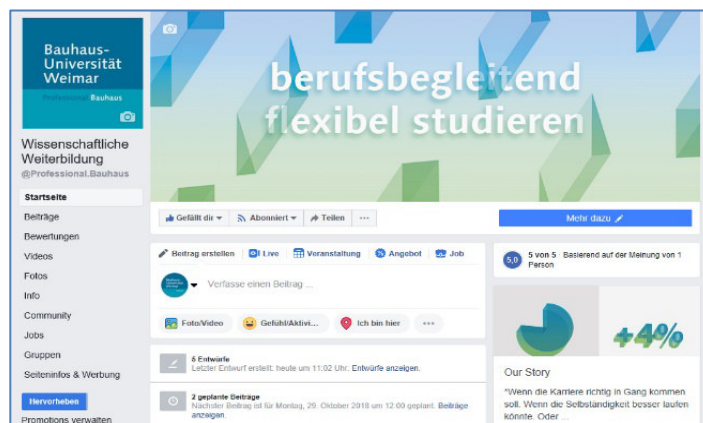 Bauhaus-
Universität
Weimar
Professional.Bauhaus
Wissenschaftliche
Weiterbildung
@Professional.Bauhaus
Startseite
Beiträge
Bewertungen
Videos
Fotos
Info
Community
Jobs
Gruppen
Seiteninfos & Werbung
Hervorheben
Promotions verwalten
berufsbegleitend
flexibel studieren
Gefällt dir
Abonniert
Teilen
Mehr dazu
Beitrag erstellen
Live
Veranstaltung
Angebot
Job
Verfasse einen Beitrag ...
Foto/Video
Gefühl/Aktivi...
Ich bin hier
6 Entwürfe
Letzter Entwurf erstellt: heute um 11:02 Uhr. Entwürfe anzeigen.
2 geplante Beiträge
Nächster Beitrag ist für Montag, 29. Oktober 2018 um 12:00 geplant. Beiträge
anzeigen.
5,0
5 von 5 · Basierend auf der Meinung von 1
Person
+4%
Our Story
"Wenn die Karriere richtig in Gang kommen
soll. Wenn die Selbständigkeit besser laufen
könnte. Oder ...